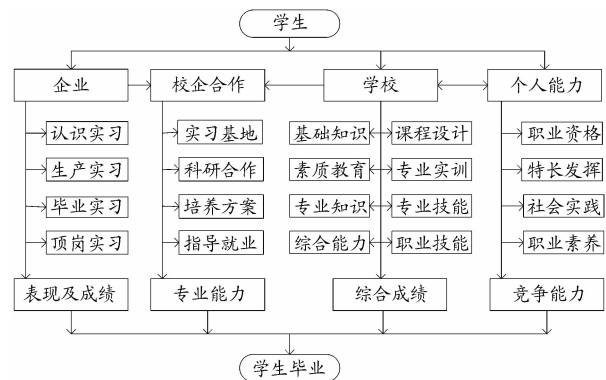 学生
企业 校企合作 学校 个人能力
认识实习 实习基地 基础知识 课程设计 职业资格
生产实习 科研合作 素质教育 专业实训 特长发挥
毕业实习 培养方案 专业知识 专业技能 社会实践
顶岗实习 指导就业 综合能力 职业技能 职业素养
表现及成绩 专业能力 综合成绩 竞争能力
学生毕业